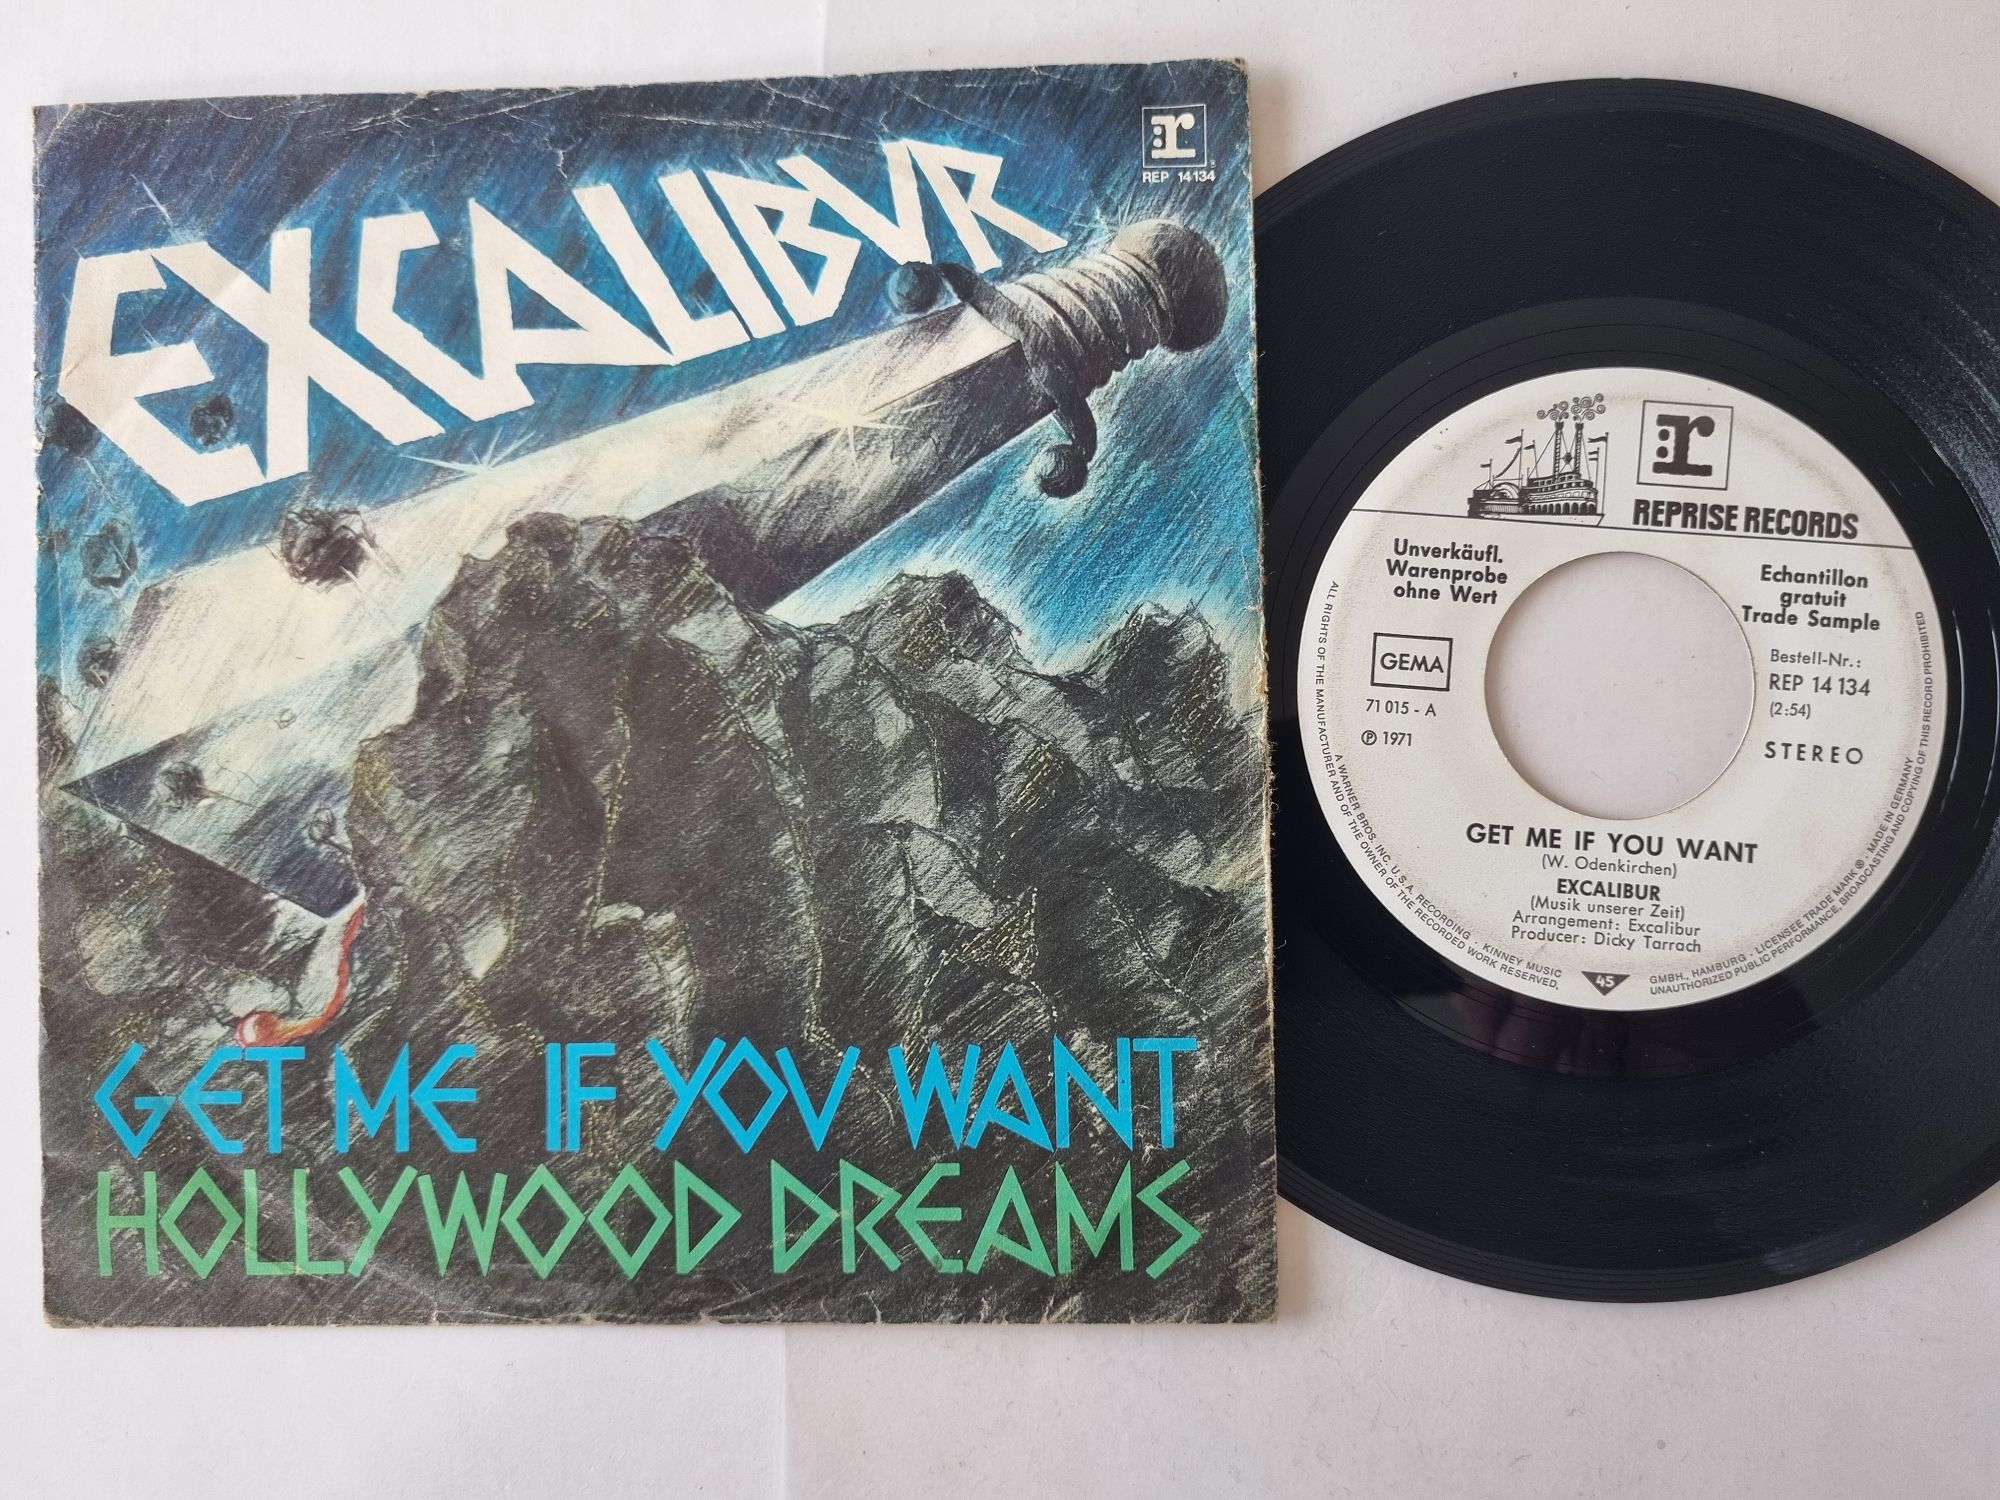 EXCALIBVR
r
REP 14 134
GET ME IF YOU WANT
HOLLYWOOD DREAMS
r
REPRISE RECORDS
Unverkäufl.
Warenprobe
ohne Wert
Echantillon
gratuit
Trade Sample
GEMA
71 015 - A
℗ 1971
Bestell-Nr.:
REP 14 134
(2:54)
STEREO
GET ME IF YOU WANT
(W. Odenkirchen)
EXCALIBUR
(Musik unserer Zeit)
Arrangement: Excalibur
Producer: Dicky Tarrach
45
ALL RIGHTS OF THE MANUFACTURER AND OF THE OWNER OF THE RECORDED WORK RESERVED, UNAUTHORIZED PUBLIC PERFORMANCE, BROADCASTING AND COPYING OF THIS RECORD PROHIBITED
A WARNER BROS. INC. U.S.A. RECORDING · KINNEY MUSIC GMBH., HAMBURG · LICENSEE TRADE MARK ® · MADE IN GERMANY